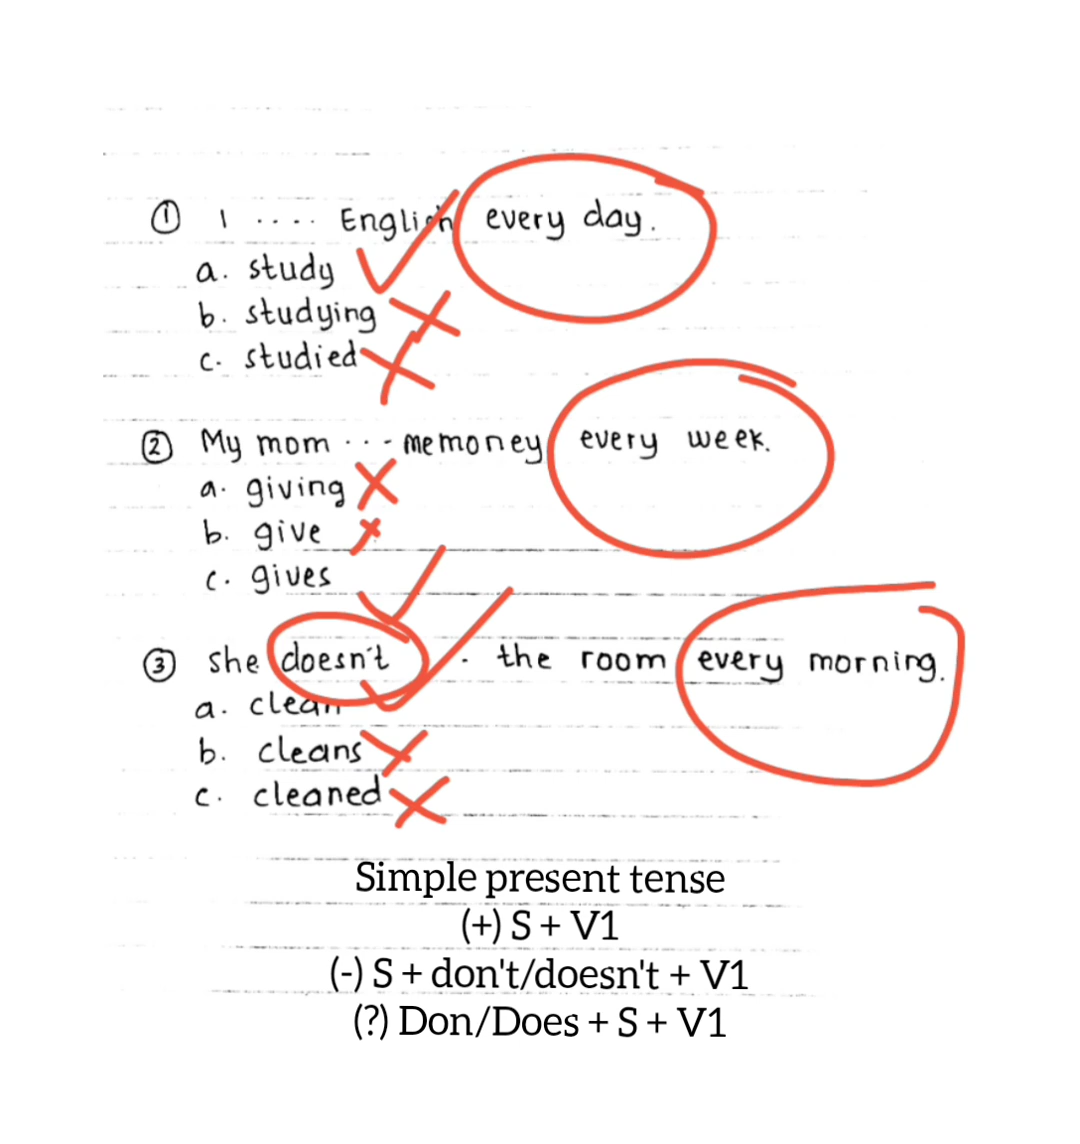 ① I .... English every day.
a. study
b. studying
c. studied
② My mom ... me money every week.
a. giving
b. give
c. gives
③ she doesn't . the room every morning.
a. clean
b. cleans
c. cleaned
Simple present tense
(+) S + V1
(-) S + don't/doesn't + V1
(?) Don/Does + S + V1